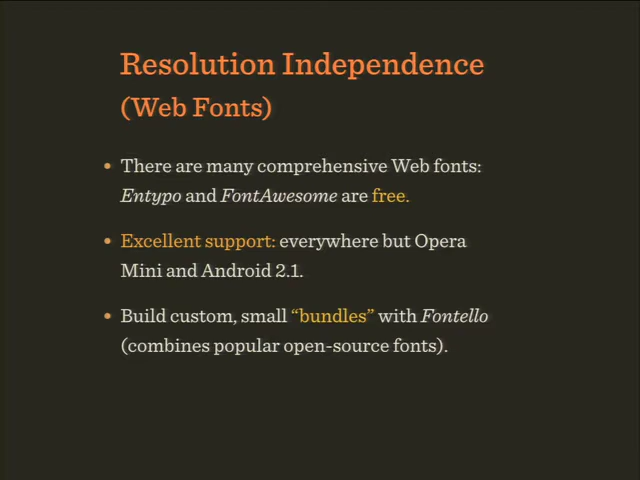 Resolution Independence
(Web Fonts)
• There are many comprehensive Web fonts:
Entypo and FontAwesome are free.
• Excellent support: everywhere but Opera
Mini and Android 2.1.
• Build custom, small “bundles” with Fontello
(combines popular open-source fonts).